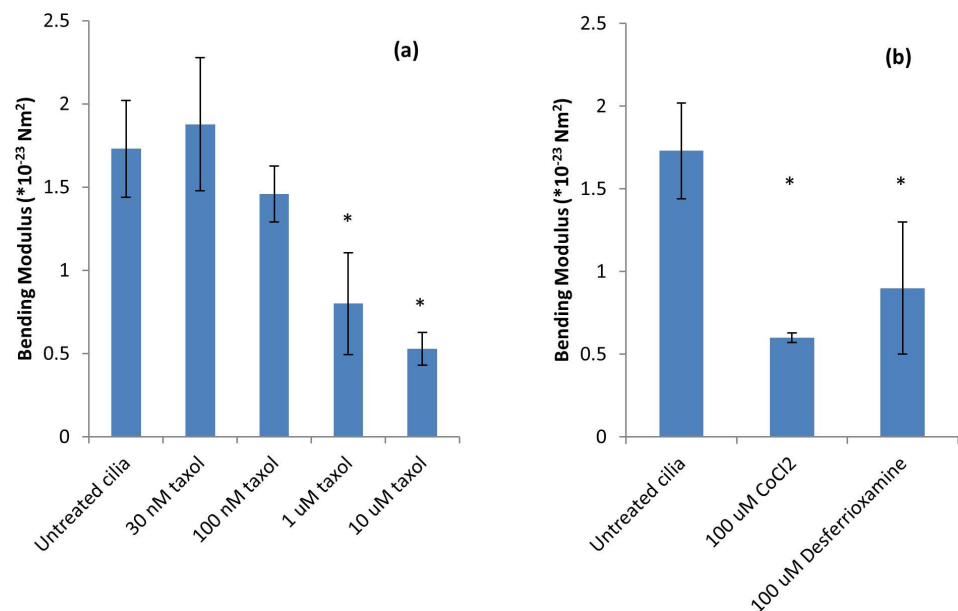 (a)
Bending Modulus (*10⁻²³ Nm²)
2.5
2
1.5
1
0.5
0
*
*
Untreated cilia
30 nM taxol
100 nM taxol
1 uM taxol
10 uM taxol
(b)
Bending Modulus (*10⁻²³ Nm²)
2.5
2
1.5
1
0.5
0
*
*
Untreated cilia
100 uM CoCl2
100 uM Desferrioxamine